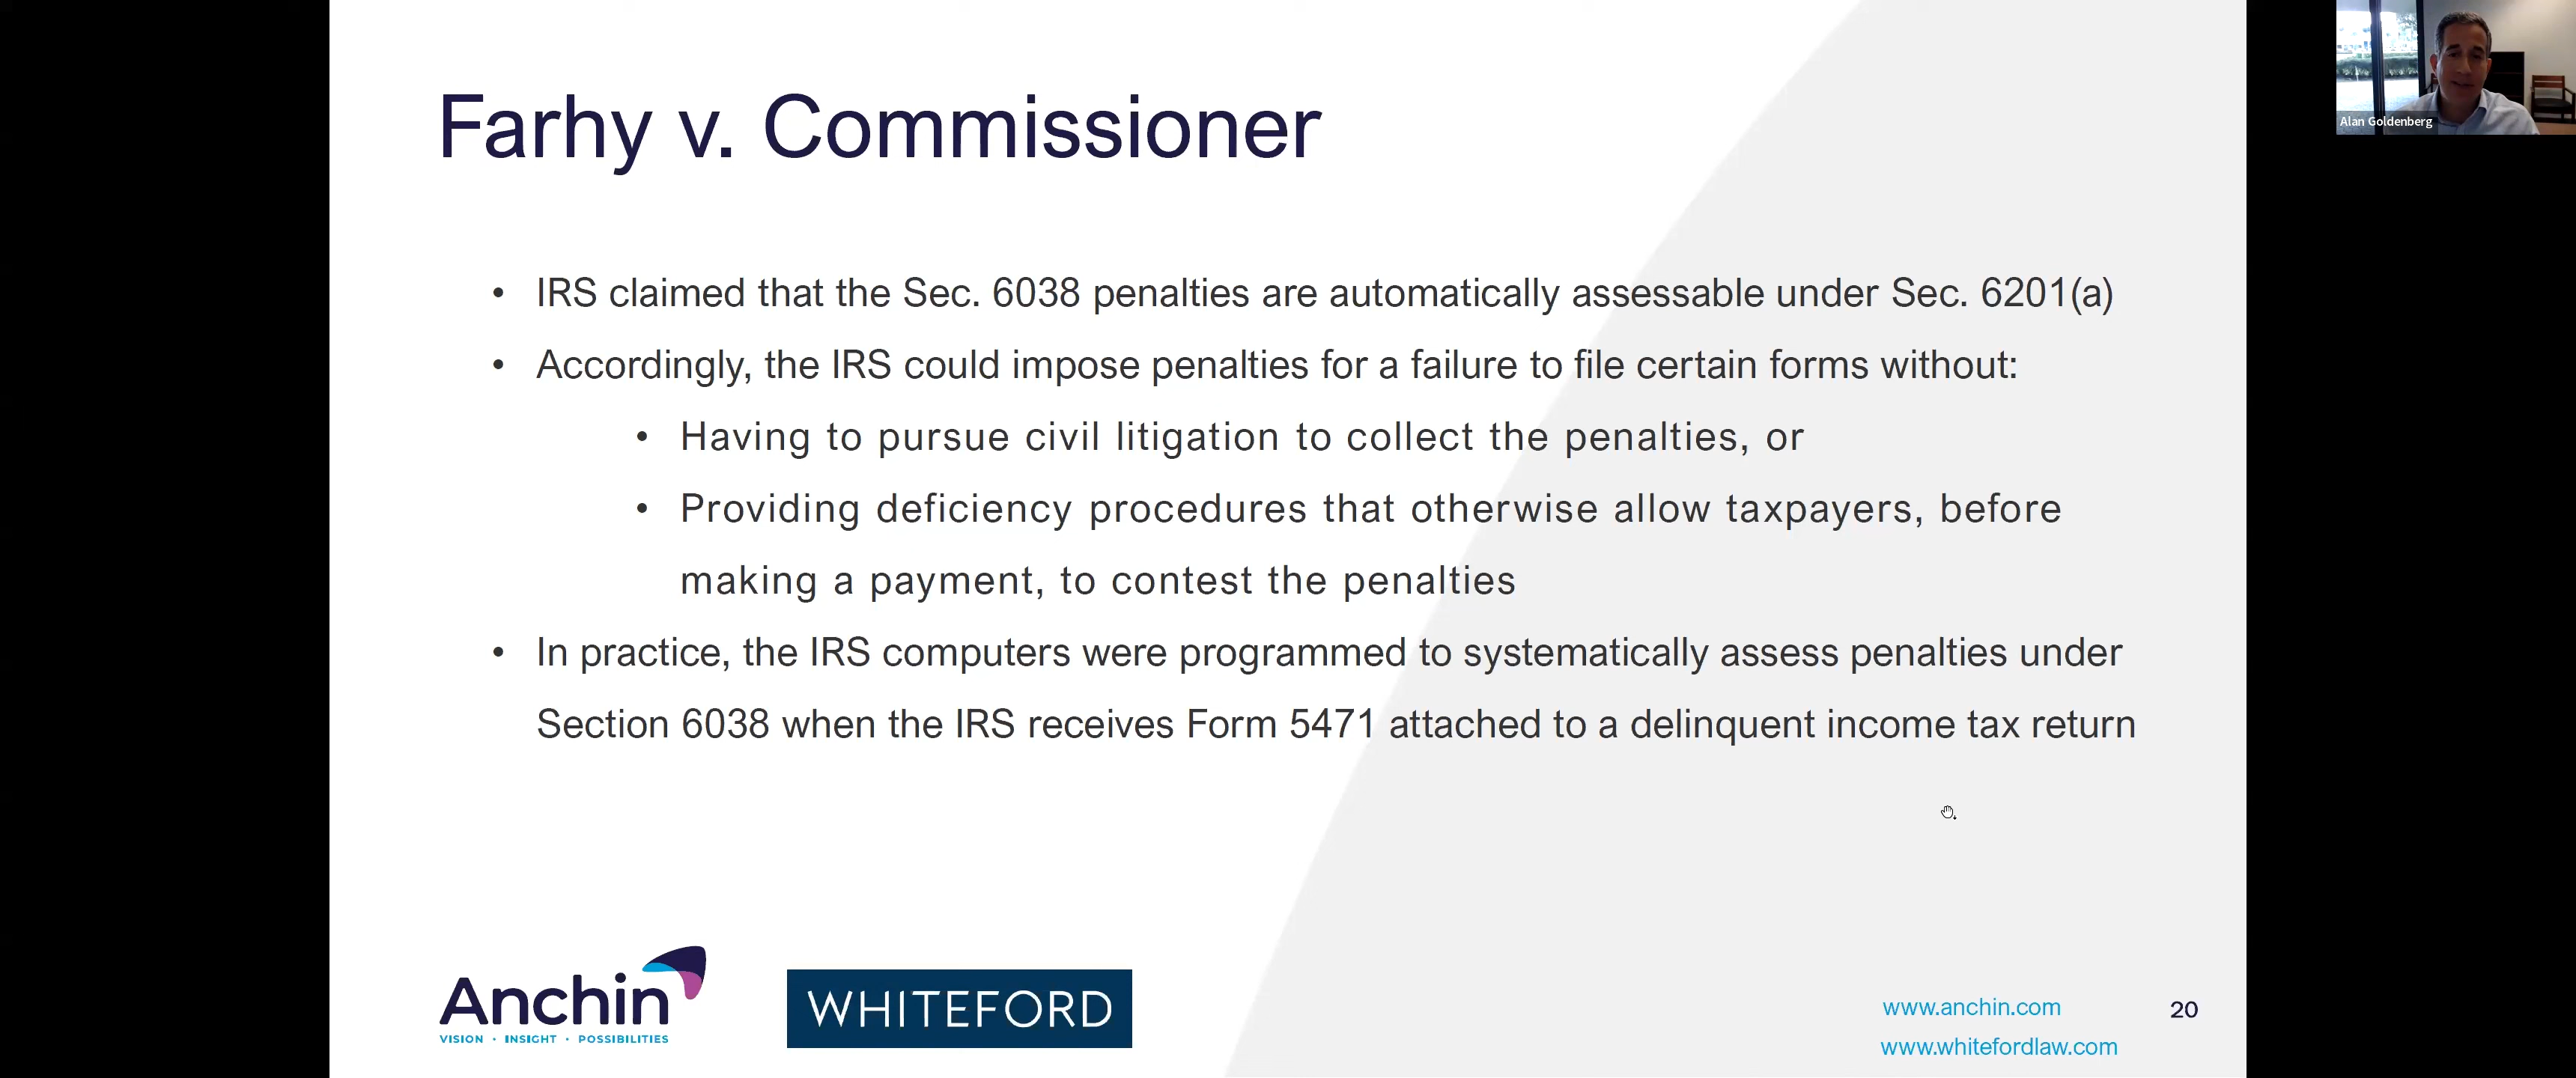 Alan Goldenberg
Farhy v. Commissioner
• IRS claimed that the Sec. 6038 penalties are automatically assessable under Sec. 6201(a)
• Accordingly, the IRS could impose penalties for a failure to file certain forms without:
• Having to pursue civil litigation to collect the penalties, or
• Providing deficiency procedures that otherwise allow taxpayers, before
making a payment, to contest the penalties
• In practice, the IRS computers were programmed to systematically assess penalties under
Section 6038 when the IRS receives Form 5471 attached to a delinquent income tax return
Anchin
VISION · INSIGHT · POSSIBILITIES
WHITEFORD
www.anchin.com
20
www.whitefordlaw.com